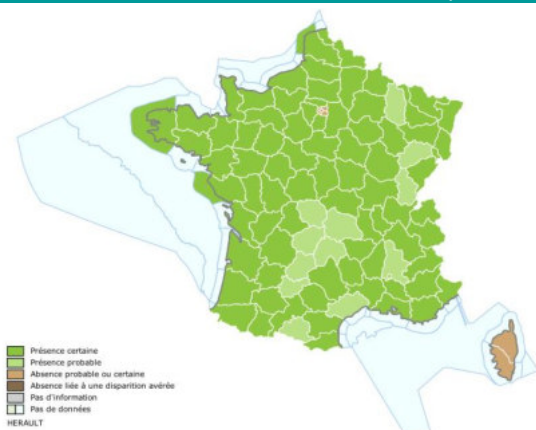 Présence certaine
Présence probable
Absence probable ou certaine
Absence liée à une disparition avérée
Pas d'information
Pas de données
HERAULT